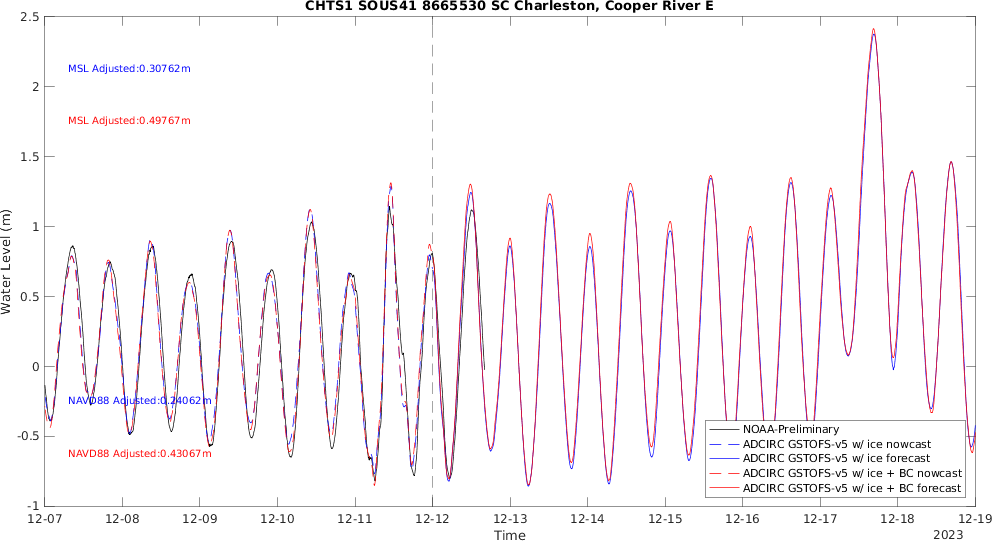 CHTS1 SOUS41 8665530 SC Charleston, Cooper River E
2.5
2
1.5
1
0.5
0
-0.5
-1
Water Level (m)
MSL Adjusted:0.30762m
MSL Adjusted:0.49767m
NAVD88 Adjusted:0.24062m
NAVD88 Adjusted:0.43067m
NOAA-Preliminary
ADCIRC GSTOFS-v5 w/ ice nowcast
ADCIRC GSTOFS-v5 w/ ice forecast
ADCIRC GSTOFS-v5 w/ ice + BC nowcast
ADCIRC GSTOFS-v5 w/ ice + BC forecast
12-07 12-08 12-09 12-10 12-11 12-12 12-13 12-14 12-15 12-16 12-17 12-18 12-19
Time
2023